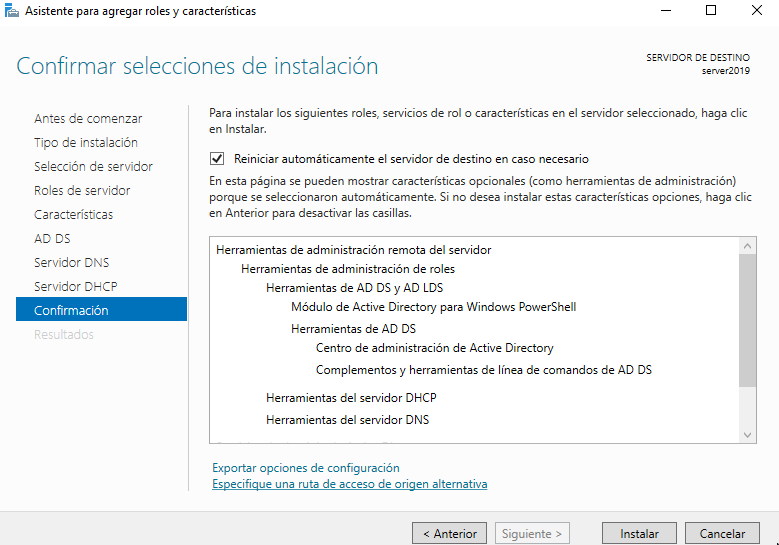 Asistente para agregar roles y características
Confirmar selecciones de instalación
SERVIDOR DE DESTINO
server2019
Antes de comenzar
Tipo de instalación
Selección de servidor
Roles de servidor
Características
AD DS
Servidor DNS
Servidor DHCP
Confirmación
Resultados
Para instalar los siguientes roles, servicios de rol o características en el servidor seleccionado, haga clic
en Instalar.
Reiniciar automáticamente el servidor de destino en caso necesario
En esta página se pueden mostrar características opcionales (como herramientas de administración)
porque se seleccionaron automáticamente. Si no desea instalar estas características opciones, haga clic
en Anterior para desactivar las casillas.
Herramientas de administración remota del servidor
Herramientas de administración de roles
Herramientas de AD DS y AD LDS
Módulo de Active Directory para Windows PowerShell
Herramientas de AD DS
Centro de administración de Active Directory
Complementos y herramientas de línea de comandos de AD DS
Herramientas del servidor DHCP
Herramientas del servidor DNS
Exportar opciones de configuración
Especifique una ruta de acceso de origen alternativa
< Anterior
Siguiente >
Instalar
Cancelar